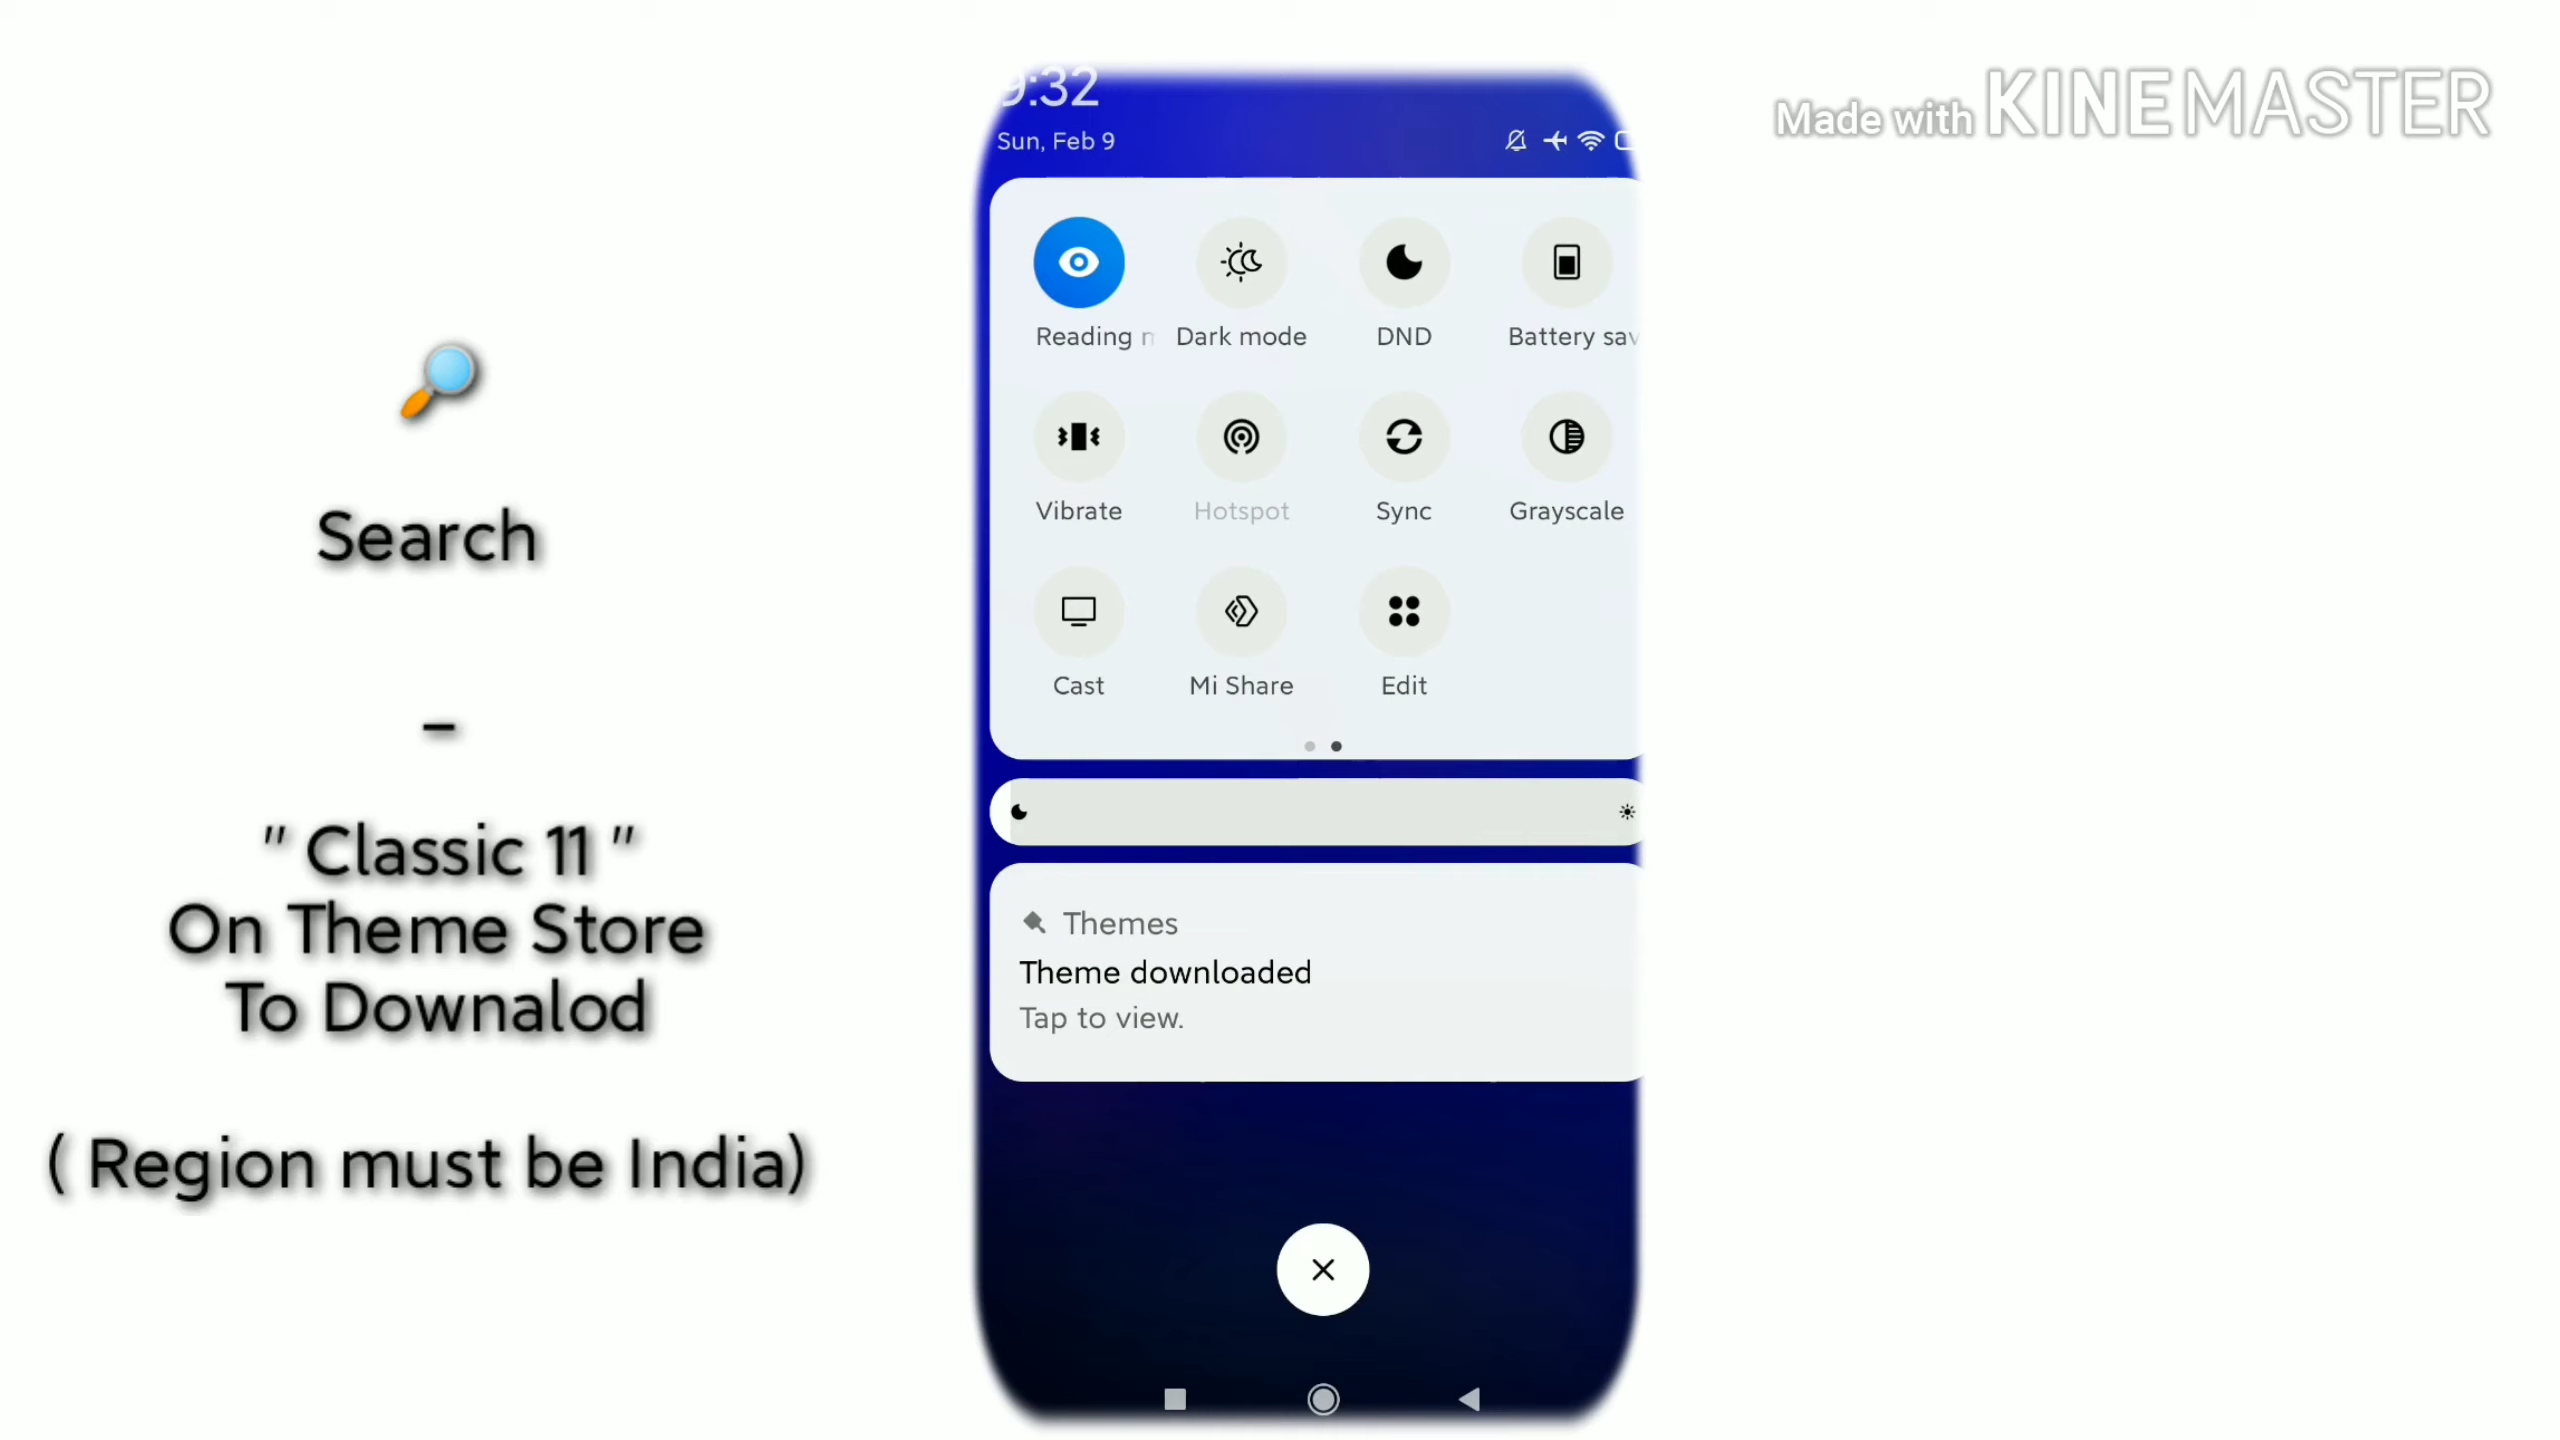 Made with KINEMASTER
9:32
Sun, Feb 9
Reading m
Dark mode
DND
Battery sav
Vibrate
Hotspot
Sync
Grayscale
Cast
Mi Share
Edit
Themes
Theme downloaded
Tap to view.
Search
-
" Classic 11 "
On Theme Store
To Downalod
( Region must be India)